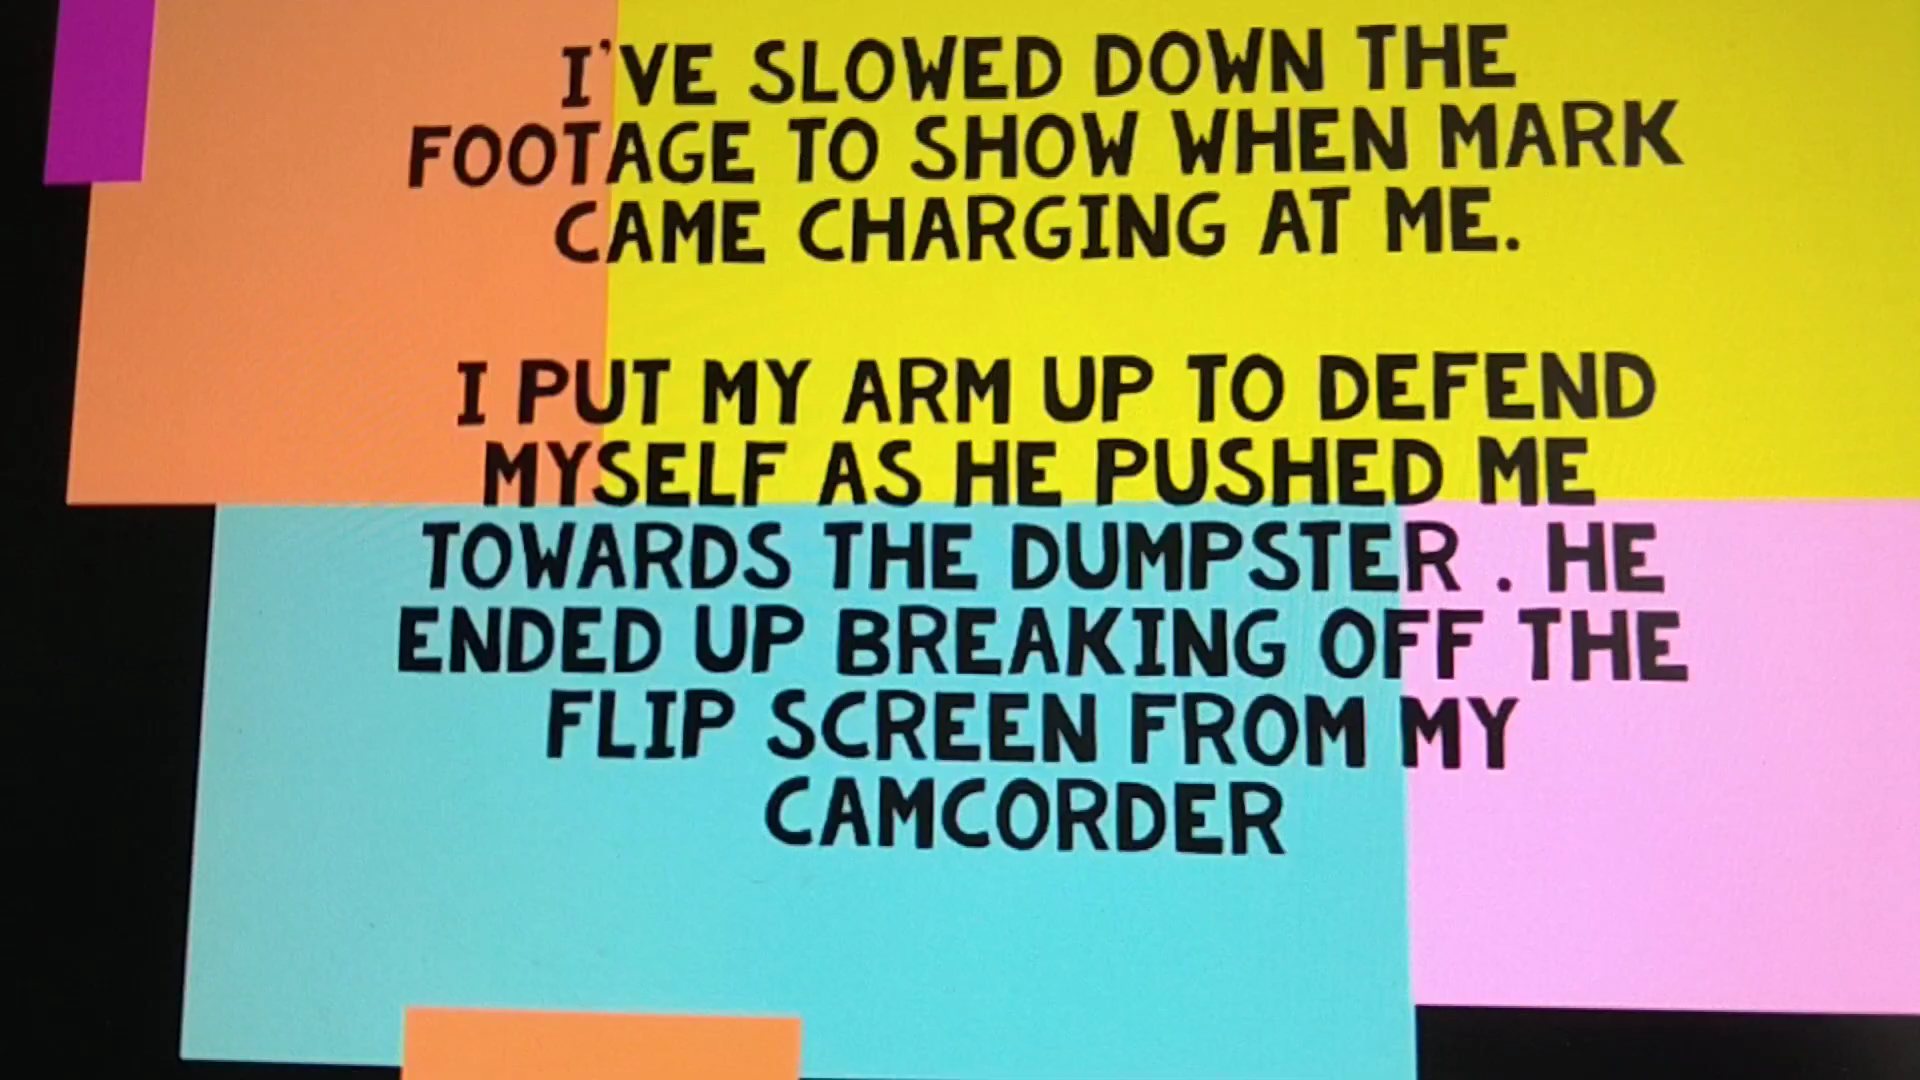 I'VE SLOWED DOWN THE
FOOTAGE TO SHOW WHEN MARK
CAME CHARGING AT ME.
I PUT MY ARM UP TO DEFEND
MYSELF AS HE PUSHED ME
TOWARDS THE DUMPSTER . HE
ENDED UP BREAKING OFF THE
FLIP SCREEN FROM MY
CAMCORDER